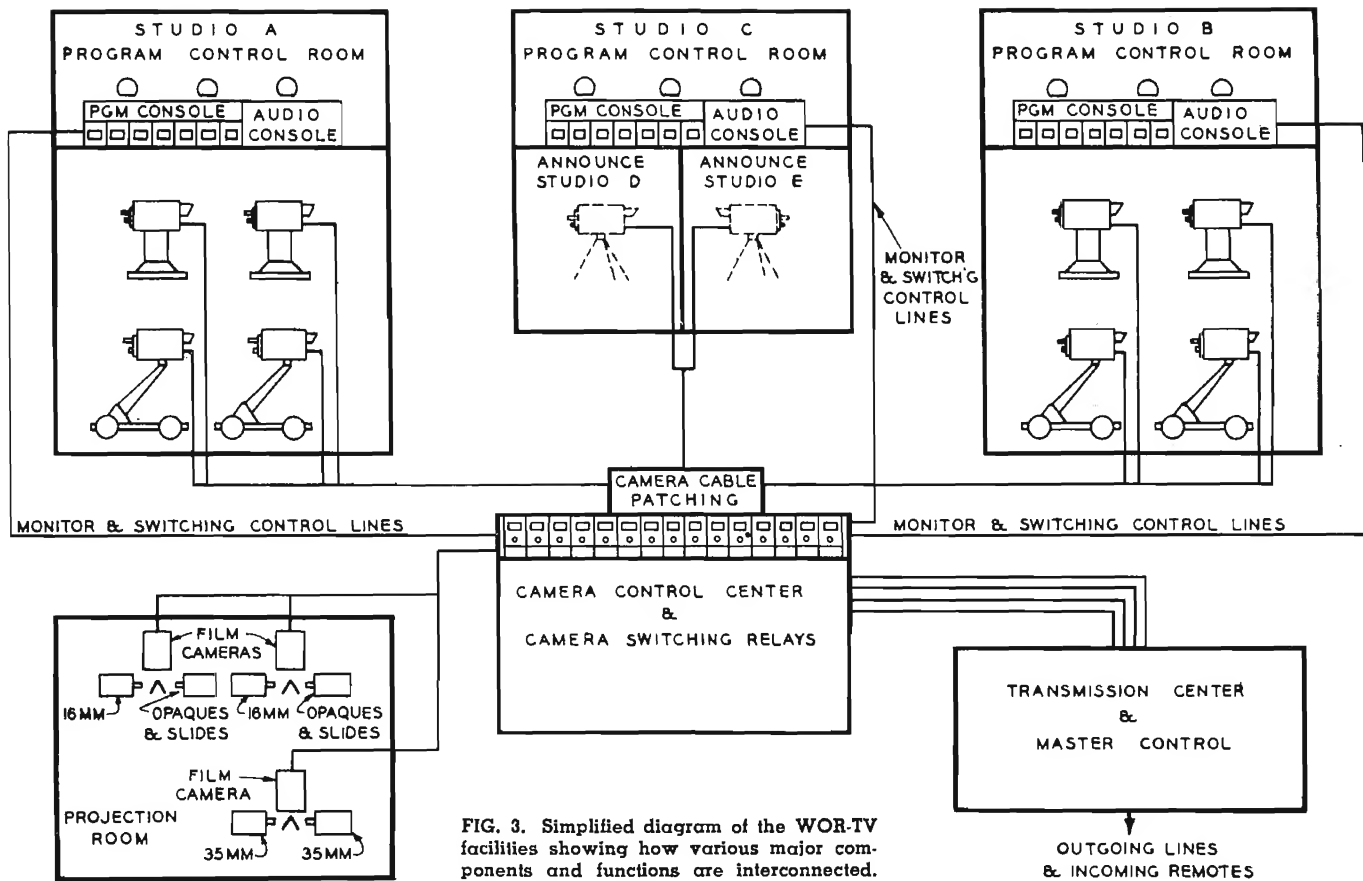 STUDIO A
PROGRAM CONTROL ROOM
PGM CONSOLE
AUDIO
CONSOLE
STUDIO C
PROGRAM CONTROL ROOM
PGM CONSOLE
AUDIO
CONSOLE
ANNOUNCE
STUDIO D
ANNOUNCE
STUDIO E
STUDIO B
PROGRAM CONTROL ROOM
PGM CONSOLE
AUDIO
CONSOLE
MONITOR
& SWITCH'G
CONTROL
LINES
CAMERA CABLE
PATCHING
MONITOR & SWITCHING CONTROL LINES
MONITOR & SWITCHING CONTROL LINES
CAMERA CONTROL CENTER
&
CAMERA SWITCHING RELAYS
FILM
CAMERAS
16MM
OPAQUES
& SLIDES
16MM
OPAQUES
& SLIDES
FILM
CAMERA
PROJECTION
ROOM
35MM
35MM
TRANSMISSION CENTER
&
MASTER CONTROL
OUTGOING LINES
& INCOMING REMOTES
FIG. 3. Simplified diagram of the WOR-TV
facilities showing how various major com-
ponents and functions are interconnected.